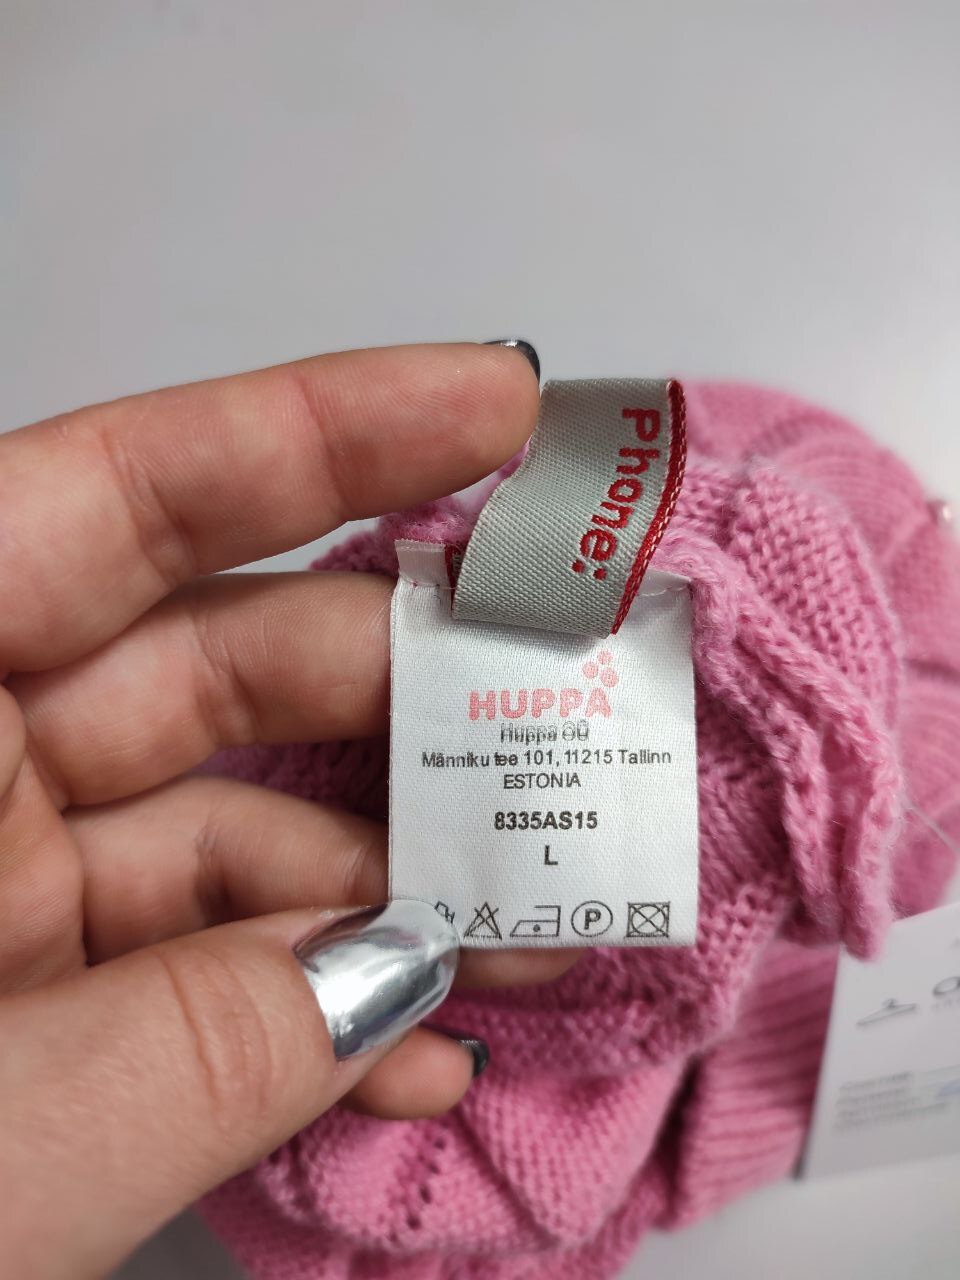 Phone:
HUPPA
Huppa OÜ
Männiku tee 101, 11215 Tallinn
ESTONIA
8335AS15
L
P